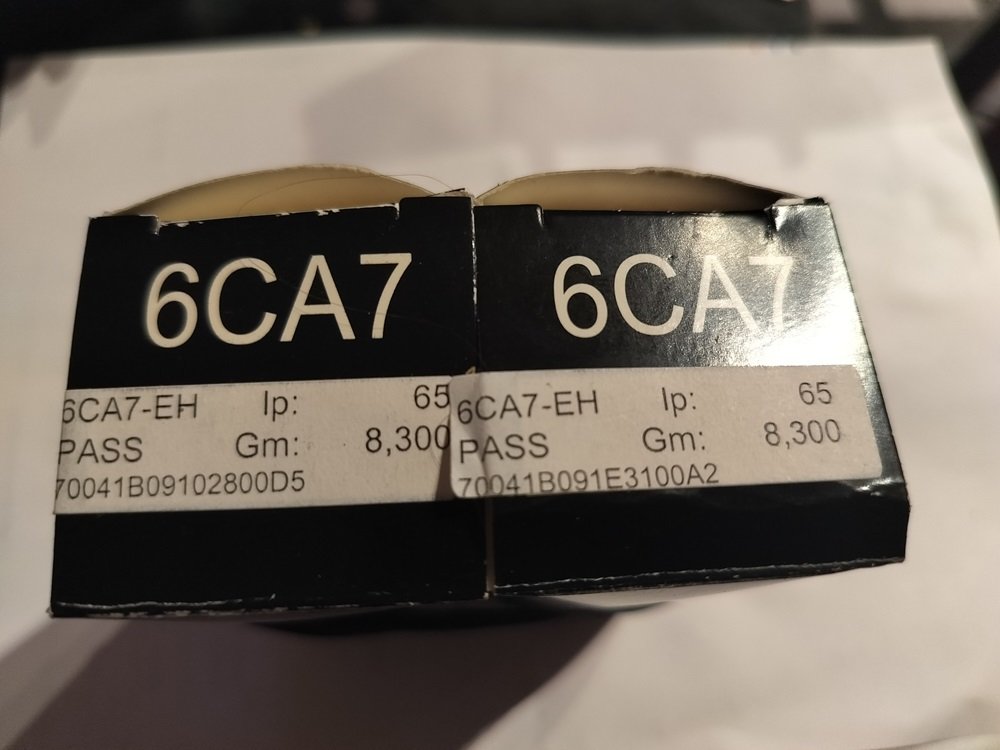 6CA7
6CA7-EH Ip: 65
PASS Gm: 8,300
70041B09102800D5
6CA7
6CA7-EH Ip: 65
PASS Gm: 8,300
70041B091E3100A2